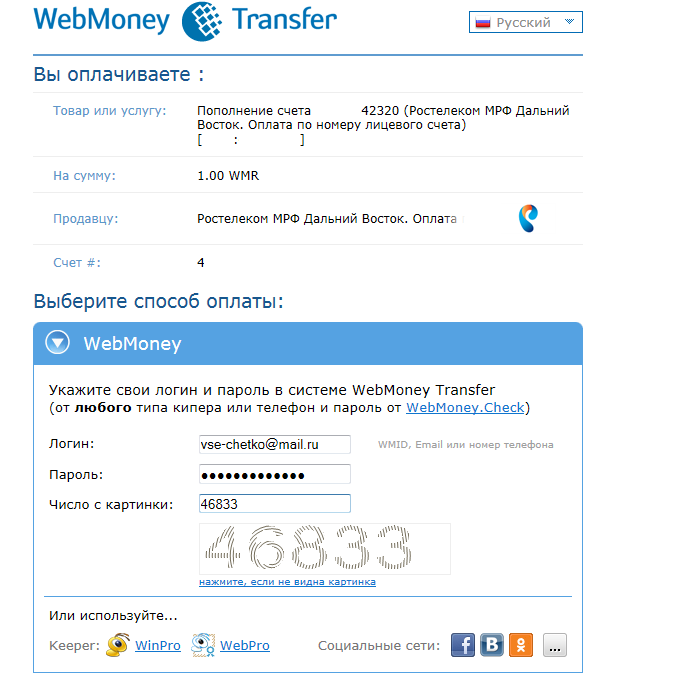 WebMoney Transfer
Русский
Вы оплачиваете :
Товар или услугу: Пополнение счета 42320 (Ростелеком МРФ Дальний
Восток. Оплата по номеру лицевого счета)
[ : ]
На сумму: 1.00 WMR
Продавцу: Ростелеком МРФ Дальний Восток. Оплата
Счет #: 4
Выберите способ оплаты:
WebMoney
Укажите свои логин и пароль в системе WebMoney Transfer
(от любого типа кипера или телефон и пароль от WebMoney.Check)
Логин: vse-chetko@mail.ru WMID, Email или номер телефона
Пароль: •••••••••••••
Число с картинки: 46833
46833
нажмите, если не видна картинка
Или используйте...
Keeper: WinPro WebPro Социальные сети: f В ...